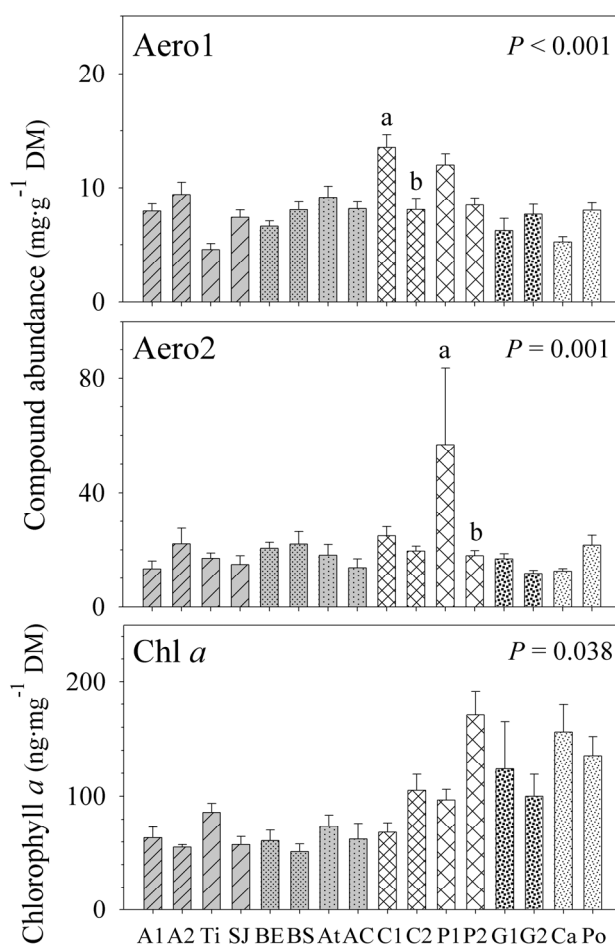 Aero1
P < 0.001
20
10
0
a
b
Aero2
P = 0.001
80
40
0
a
b
Chl a
P = 0.038
200
100
0
Compound abundance (mg·g⁻¹ DM)
Chlorophyll a (ng·mg⁻¹ DM)
A1 A2 Ti SJ BE BS At AC C1 C2 P1 P2 G1 G2 Ca Po